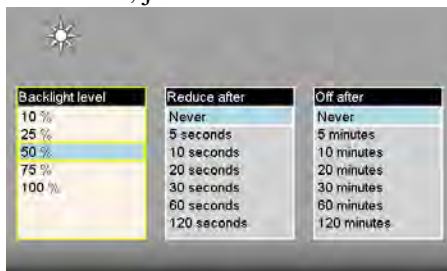 Backlight level
10 %
25 %
50 %
75 %
100 %
Reduce after
Never
5 seconds
10 seconds
20 seconds
30 seconds
60 seconds
120 seconds
Off after
Never
5 minutes
10 minutes
20 minutes
30 minutes
60 minutes
120 minutes